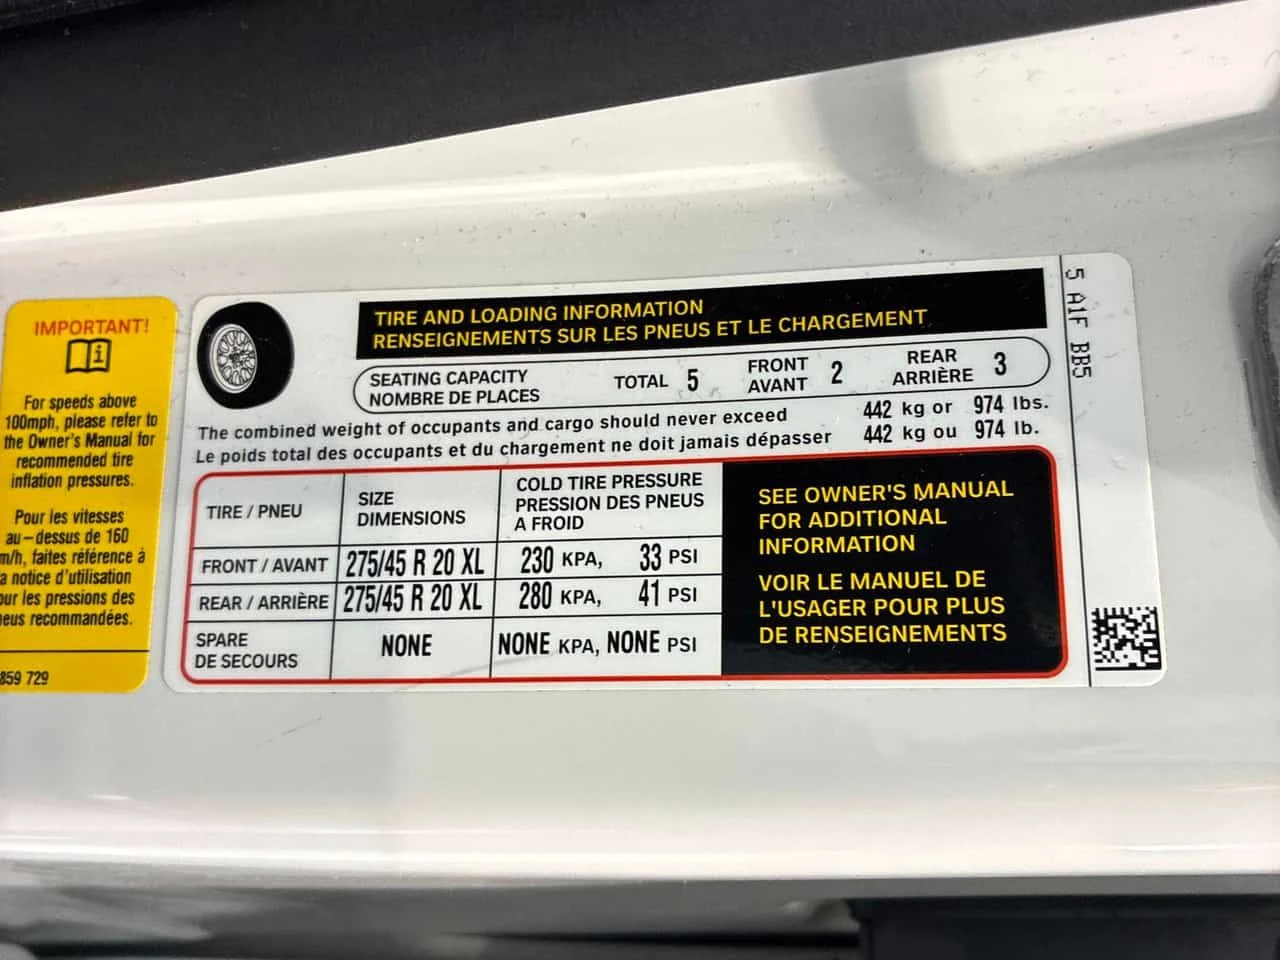 IMPORTANT!
For speeds above
100mph, please refer to
the Owner's Manual for
recommended tire
inflation pressures.
Pour les vitesses
au-dessus de 160
m/h, faites référence à
a notice d'utilisation
our les pressions des
neus recommandées.
859 729
TIRE AND LOADING INFORMATION
RENSEIGNEMENTS SUR LES PNEUS ET LE CHARGEMENT
SEATING CAPACITY
NOMBRE DE PLACES
TOTAL 5
FRONT
AVANT 2
REAR
ARRIÈRE 3
The combined weight of occupants and cargo should never exceed 442 kg or 974 lbs.
Le poids total des occupants et du chargement ne doit jamais dépasser 442 kg ou 974 lb.
TIRE / PNEU
SIZE
DIMENSIONS
COLD TIRE PRESSURE
PRESSION DES PNEUS
A FROID
FRONT / AVANT 275/45 R 20 XL 230 KPA, 33 PSI
REAR / ARRIÈRE 275/45 R 20 XL 280 KPA, 41 PSI
SPARE
DE SECOURS
NONE
NONE KPA, NONE PSI
SEE OWNER'S MANUAL
FOR ADDITIONAL
INFORMATION
VOIR LE MANUEL DE
L'USAGER POUR PLUS
DE RENSEIGNEMENTS
5 A1F BB5